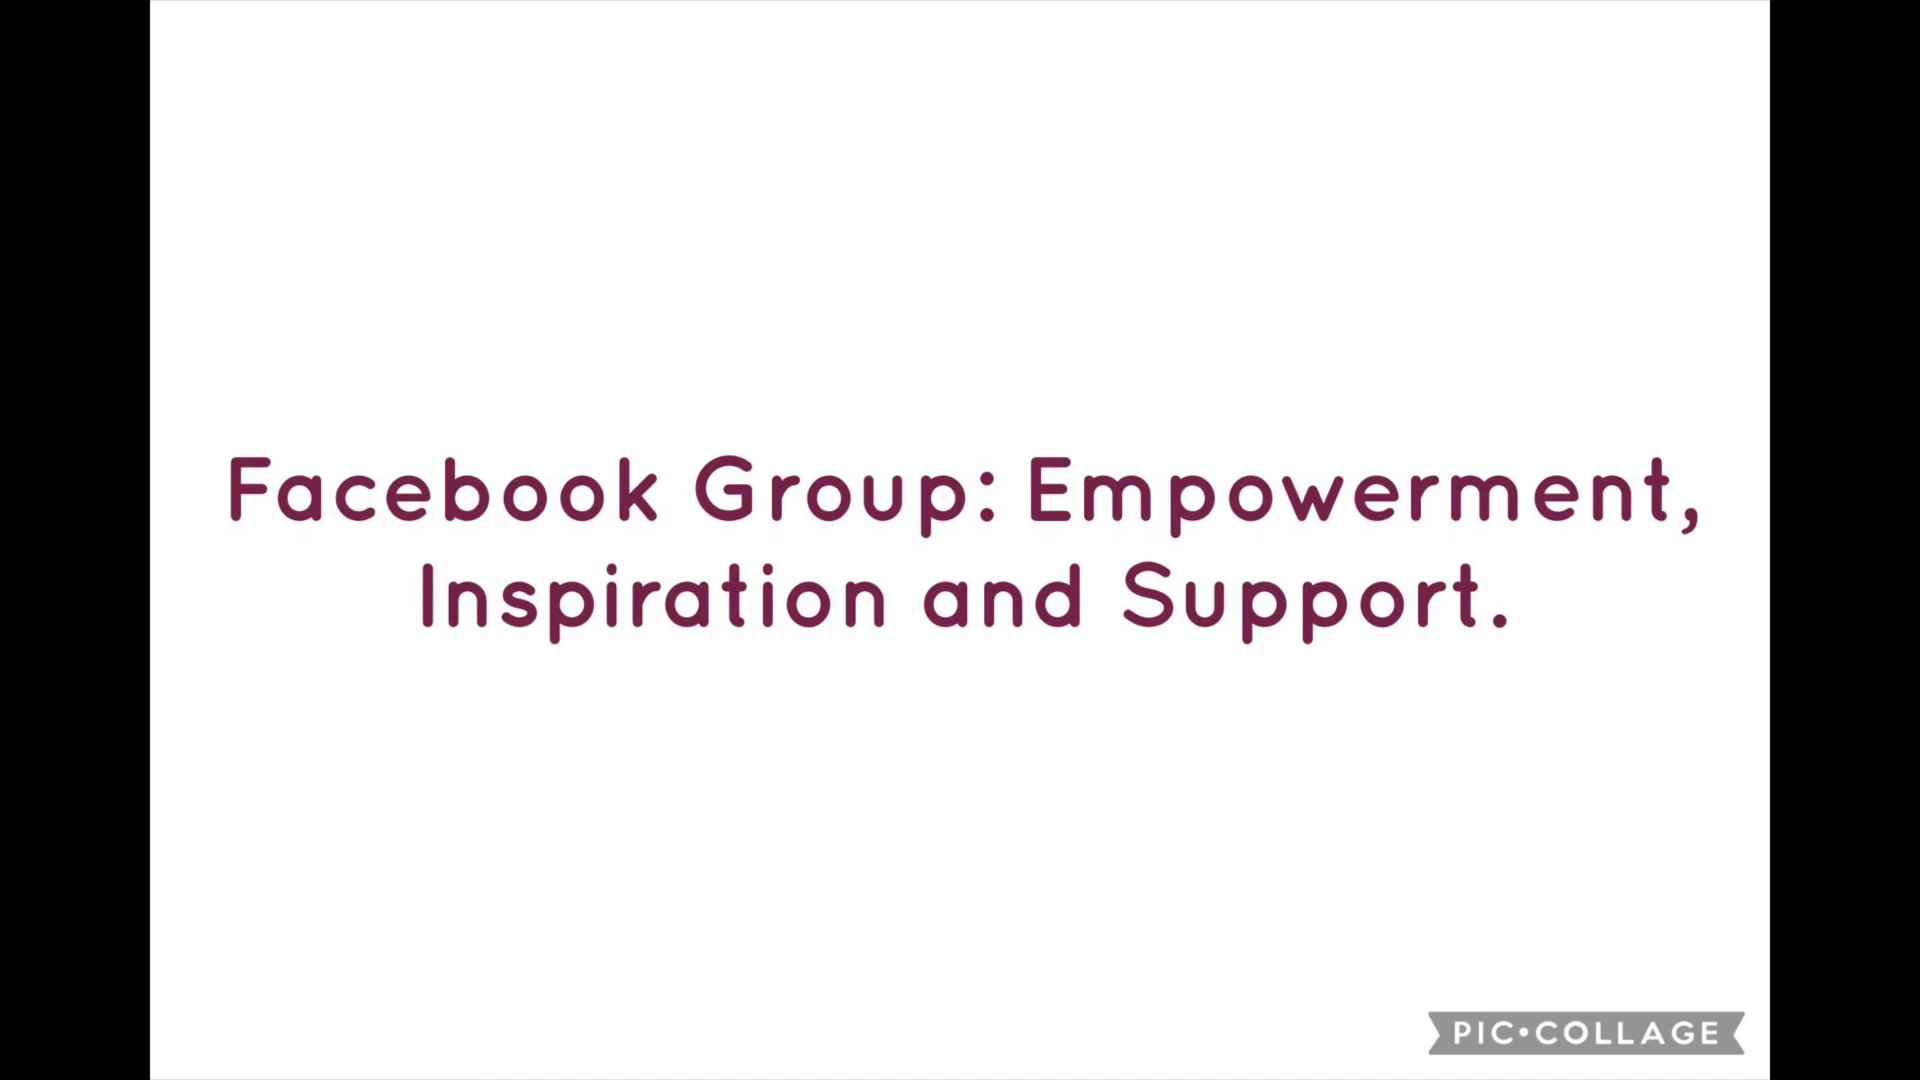 Facebook Group: Empowerment,
Inspiration and Support.
PIC•COLLAGE